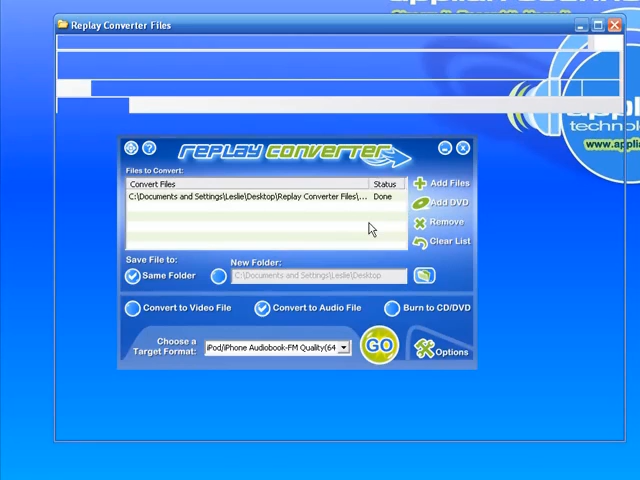 Replay Converter Files
technolo
www.appli
REPLAY CONVERTER
Files to Convert:
Convert Files Status
C:\Documents and Settings\Leslie\Desktop\Replay Converter Files\... Done
Add Files
Add DVD
Remove
Clear List
Save File to:
Same Folder
New Folder:
C:\Documents and Settings\Leslie\Desktop
Convert to Video File
Convert to Audio File
Burn to CD/DVD
Choose a
Target Format:
iPod/iPhone Audiobook-FM Quality(64
GO
Options